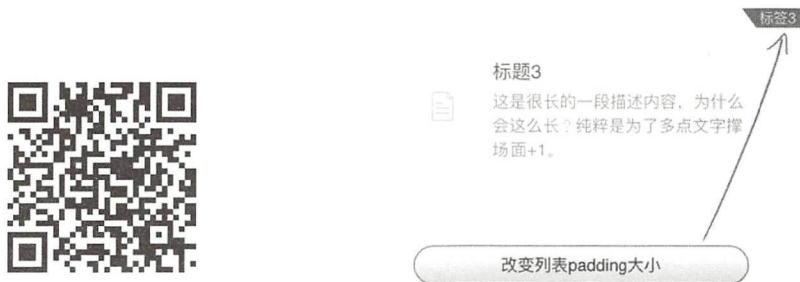 标签3
标题3
这是很长的一段描述内容，为什么
会这么长？纯粹是为了多点文字撑
场面+1。
改变列表padding大小